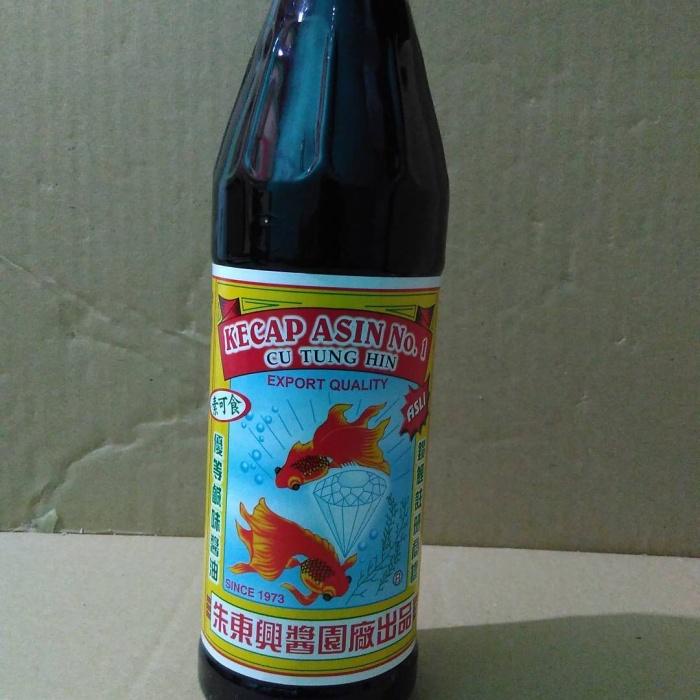 KECAP ASIN No. 1
CU TUNG HIN
EXPORT QUALITY
素可食
ASLI
優等鹹味醬油
SINCE 1973
朱東興醬園廠出品